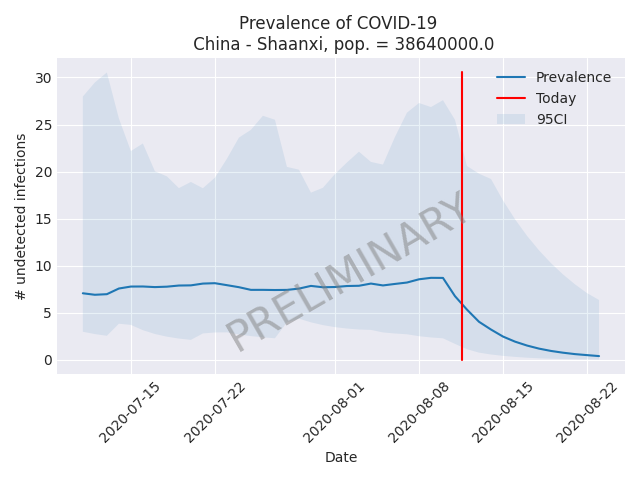 Prevalence of COVID-19
China - Shaanxi, pop. = 38640000.0
Prevalence
Today
95CI
PRELIMINARY
# undetected infections
30
25
20
15
10
5
0
2020-07-15
2020-07-22
2020-08-01
2020-08-08
2020-08-15
2020-08-22
Date